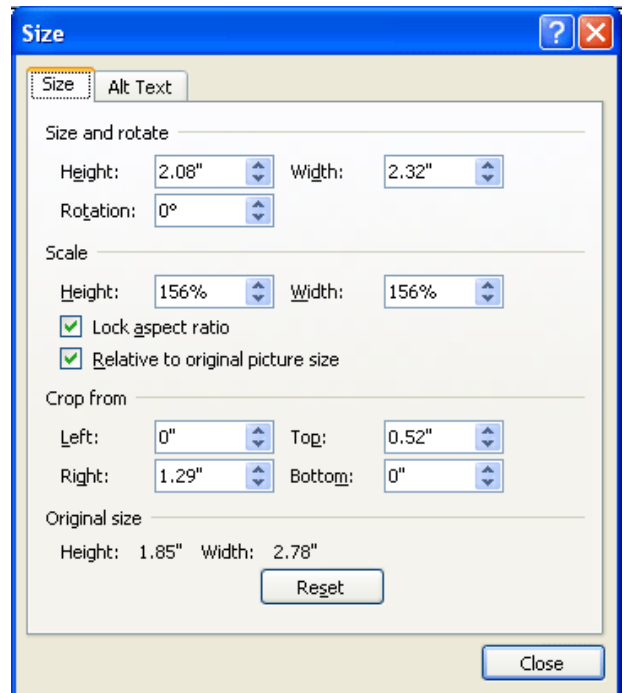 Size
Size Alt Text
Size and rotate
Height: 2.08" Width: 2.32"
Rotation: 0°
Scale
Height: 156% Width: 156%
Lock aspect ratio
Relative to original picture size
Crop from
Left: 0" Top: 0.52"
Right: 1.29" Bottom: 0"
Original size
Height: 1.85" Width: 2.78"
Reset
Close